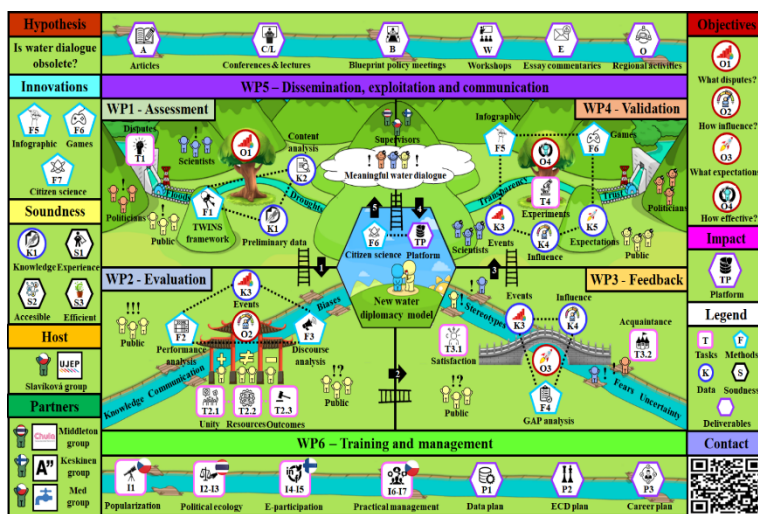 Hypothesis
Is water dialogue
obsolete?
Innovations
F5
F6
Infographic
Games
F7
Citizen science
Soundness
K1
S1
Knowledge
Experience
S2
S3
Accesible
Efficient
Host
UJEP
Slavíková group
Partners
Chula
Middleton
group
A"
Keskinen
group
Med
group
A
C/L
B
W
E
O
Articles
Conferences & lectures
Blueprint policy meetings
Workshops
Essay commentaries
Regional activities
WP5 – Dissemination, exploitation and communication
WP1 - Assessment
Disputes
T1
!
Scientists
O1
Content
analysis
K2
!
Politicians
Floods
Droughts
F1
K1
!!
Public
TWINS
framework
Preliminary data
!
Supervisors
! !
Meaningful water dialogue
WP4 - Validation
Infographic
F5
F6
Games
O4
T4
Experiments
Transparency
Trust
K3
K4
K5
Events
Influence
Expectations
Scientists
Politicians
Public
5
4
F6
TP
Citizen science
Platform
New water
diplomacy model
1
3
2
WP2 - Evaluation
K3
Events
!!!
Public
F2
O2
F3
Performance
analysis
Discourse
analysis
Biases
Knowledge
Communication
T2.1
T2.2
T2.3
Unity
Resources
Outcomes
!?
Public
WP3 - Feedback
Events
Influence
K3
K4
Stereotypes
T3.1
Satisfaction
Acquaintance
T3.2
O3
F4
GAP analysis
Fears
Uncertainty
!?
Public
WP6 – Training and management
I1
I2-I3
I4-I5
I6-I7
P1
P2
P3
Popularization
Political ecology
E-participation
Practical management
Data plan
ECD plan
Career plan
Objectives
O1
What disputes?
O2
How influence?
O3
What expectations?
O4
How effective?
Impact
TP
Platform
Legend
T
F
Tasks
Methods
K
S
Data
Soudness
Deliverables
Contact